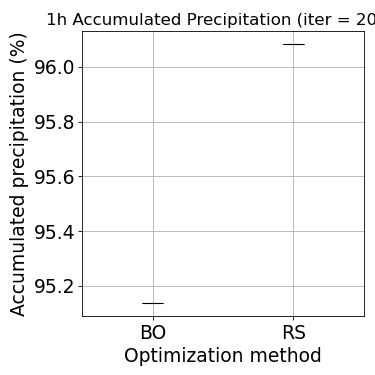 1h Accumulated Precipitation (iter = 20
Accumulated precipitation (%)
96.0
95.8
95.6
95.4
95.2
BO RS
Optimization method